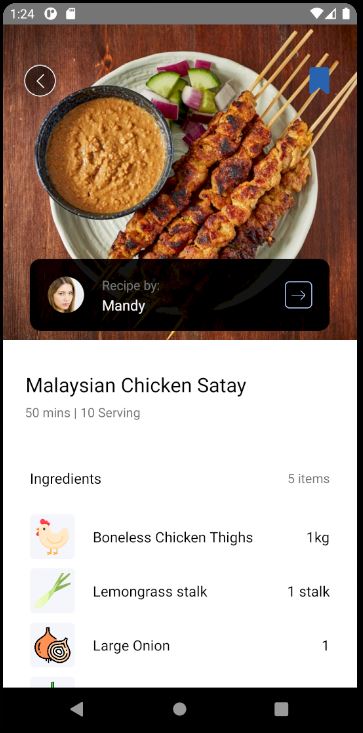 1:24
Recipe by:
Mandy
Malaysian Chicken Satay
50 mins | 10 Serving
Ingredients 5 items
Boneless Chicken Thighs 1kg
Lemongrass stalk 1 stalk
Large Onion 1